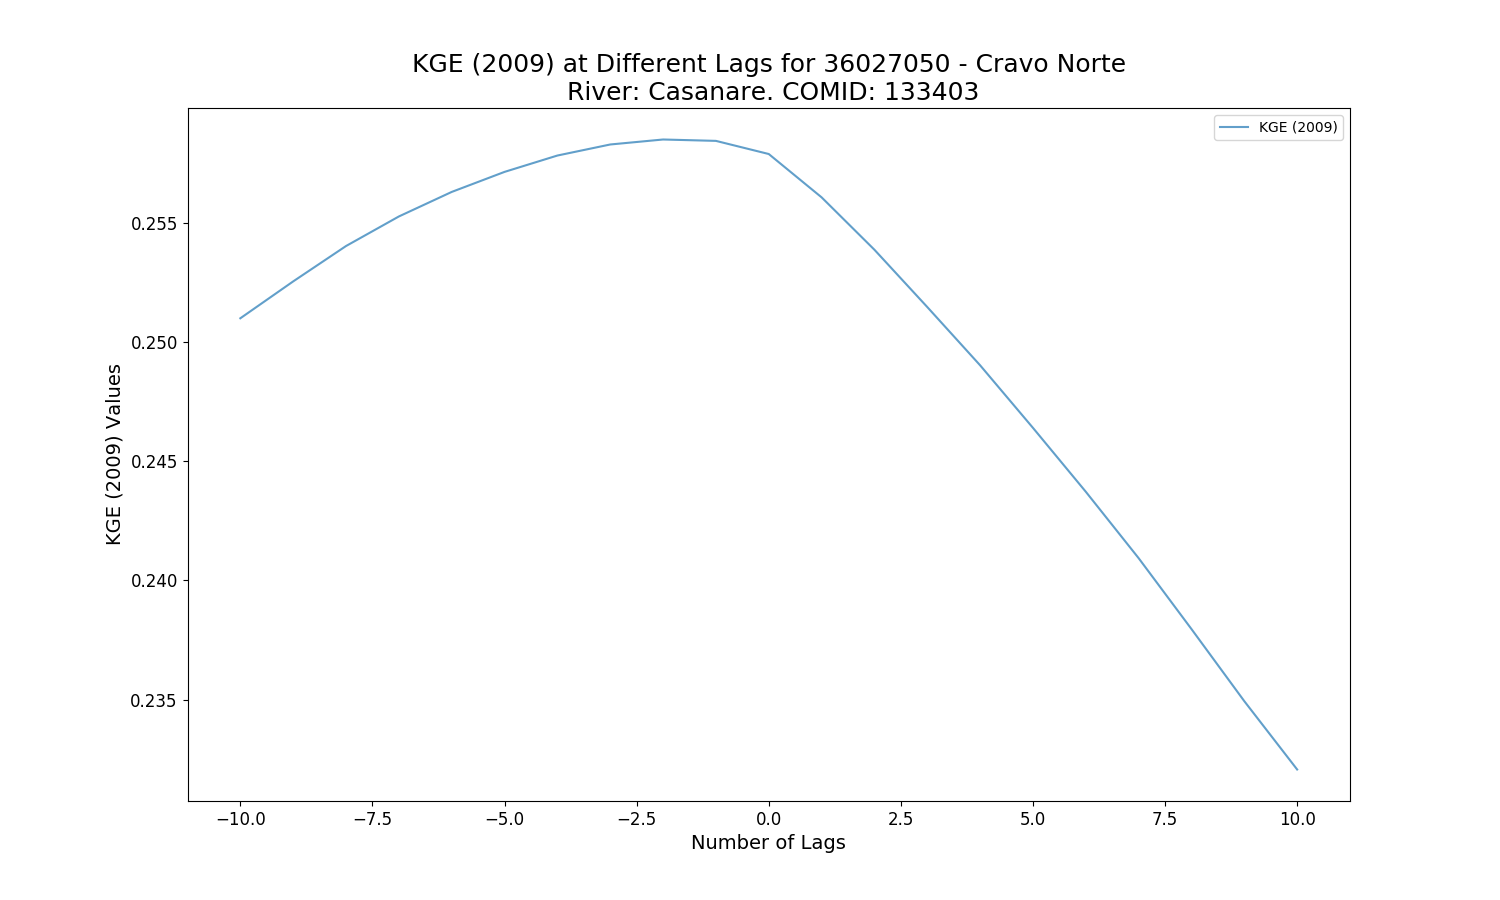 KGE (2009) at Different Lags for 36027050 - Cravo Norte
River: Casanare. COMID: 133403
KGE (2009)
KGE (2009) Values
0.255
0.250
0.245
0.240
0.235
−10.0 −7.5 −5.0 −2.5 0.0 2.5 5.0 7.5 10.0
Number of Lags